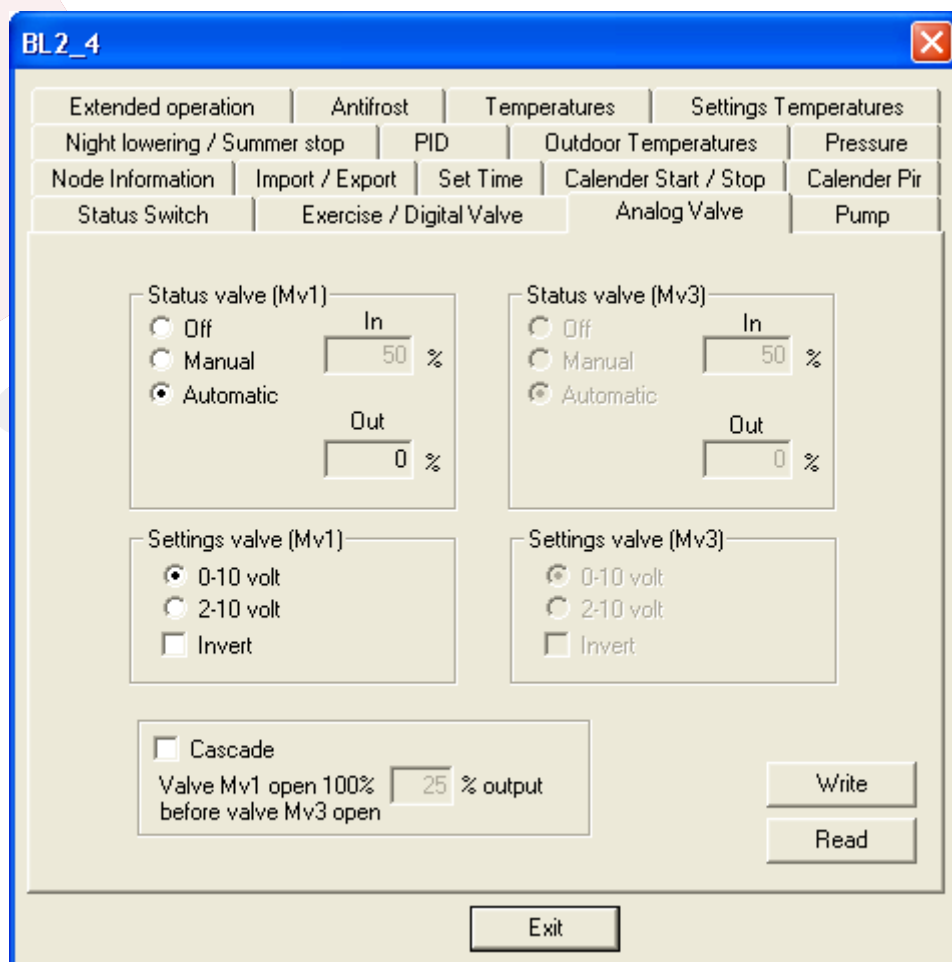 BL2_4
Extended operation Antifrost Temperatures Settings Temperatures
Night lowering / Summer stop PID Outdoor Temperatures Pressure
Node Information Import / Export Set Time Calender Start / Stop Calender Pir
Status Switch Exercise / Digital Valve Analog Valve Pump
Status valve (Mv1)
Off
Manual
Automatic
In
50 %
Out
0 %
Status valve (Mv3)
Off
Manual
Automatic
In
50 %
Out
0 %
Settings valve (Mv1)
0-10 volt
2-10 volt
Invert
Settings valve (Mv3)
0-10 volt
2-10 volt
Invert
Cascade
Valve Mv1 open 100% 25 % output
before valve Mv3 open
Write
Read
Exit